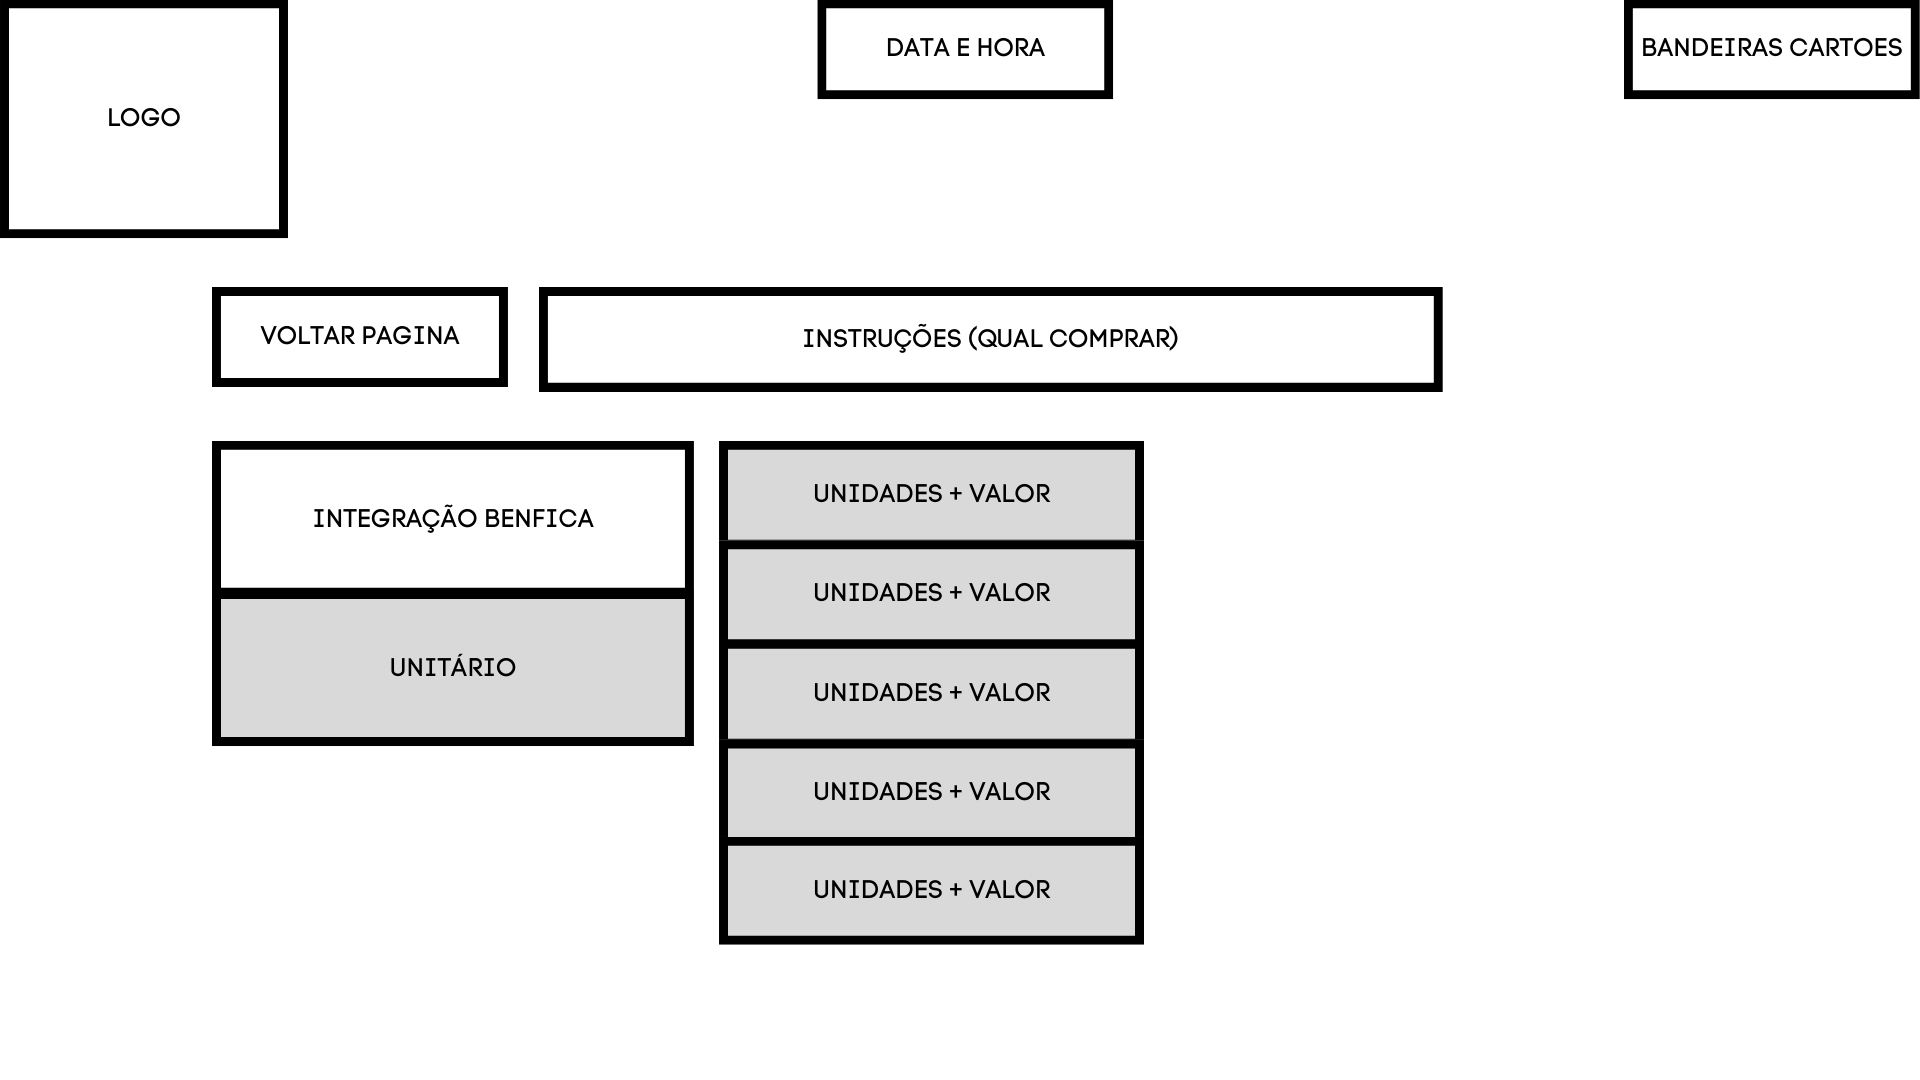 LOGO
DATA E HORA
BANDEIRAS CARTOES
VOLTAR PAGINA
INSTRUÇÕES (QUAL COMPRAR)
INTEGRAÇÃO BENFICA
UNITÁRIO
UNIDADES + VALOR
UNIDADES + VALOR
UNIDADES + VALOR
UNIDADES + VALOR
UNIDADES + VALOR